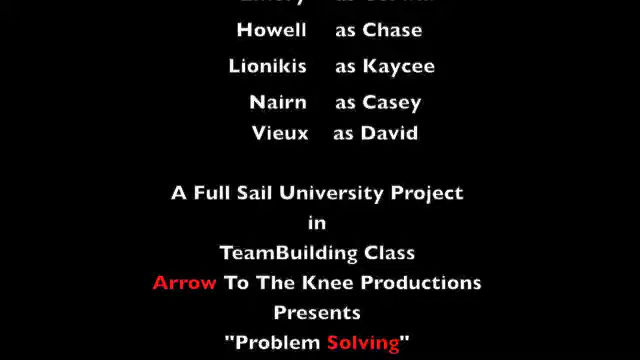 Howell as Chase
Lionikis as Kaycee
Nairn as Casey
Vieux as David
A Full Sail University Project
in
TeamBuilding Class
Arrow To The Knee Productions
Presents
"Problem Solving"